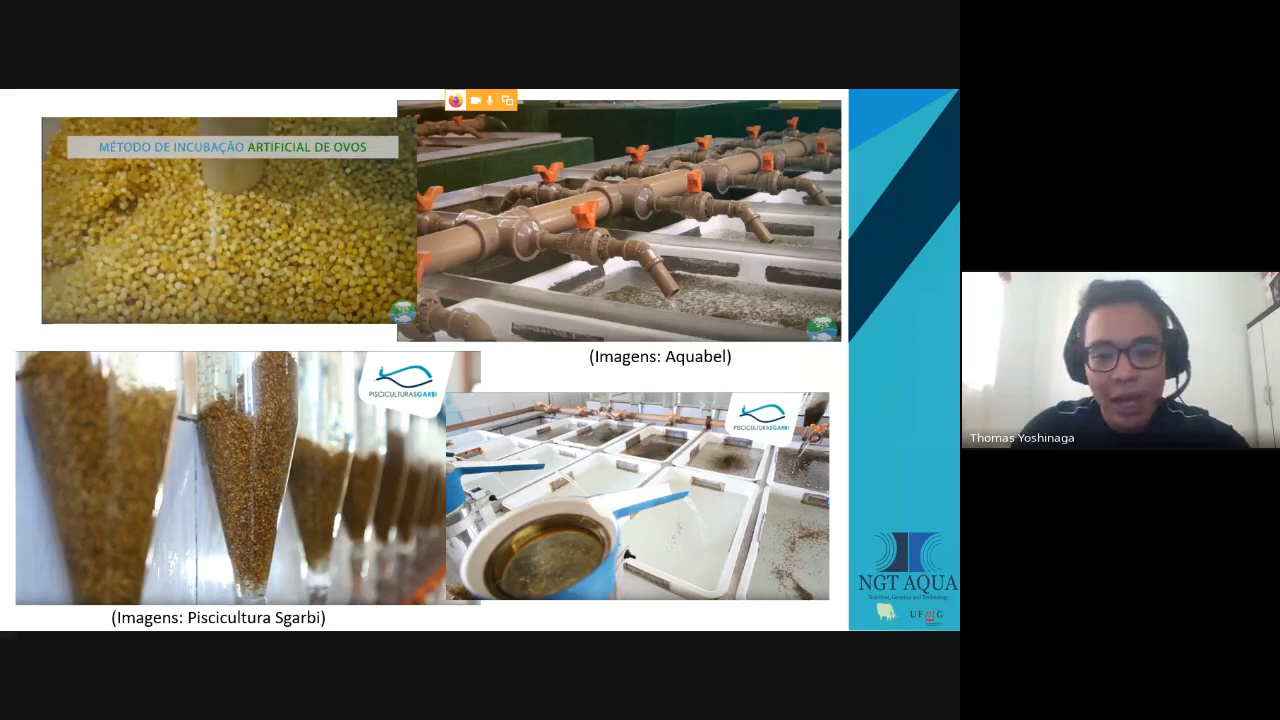 MÉTODO DE INCUBAÇÃO ARTIFICIAL DE OVOS
(Imagens: Aquabel)
PISCICULTURASGARBI
PISCICULTURASGARBI
(Imagens: Piscicultura Sgarbi)
NGT AQUA
Nutrition, Genetics and Technology
UFMG
Thomas Yoshinaga